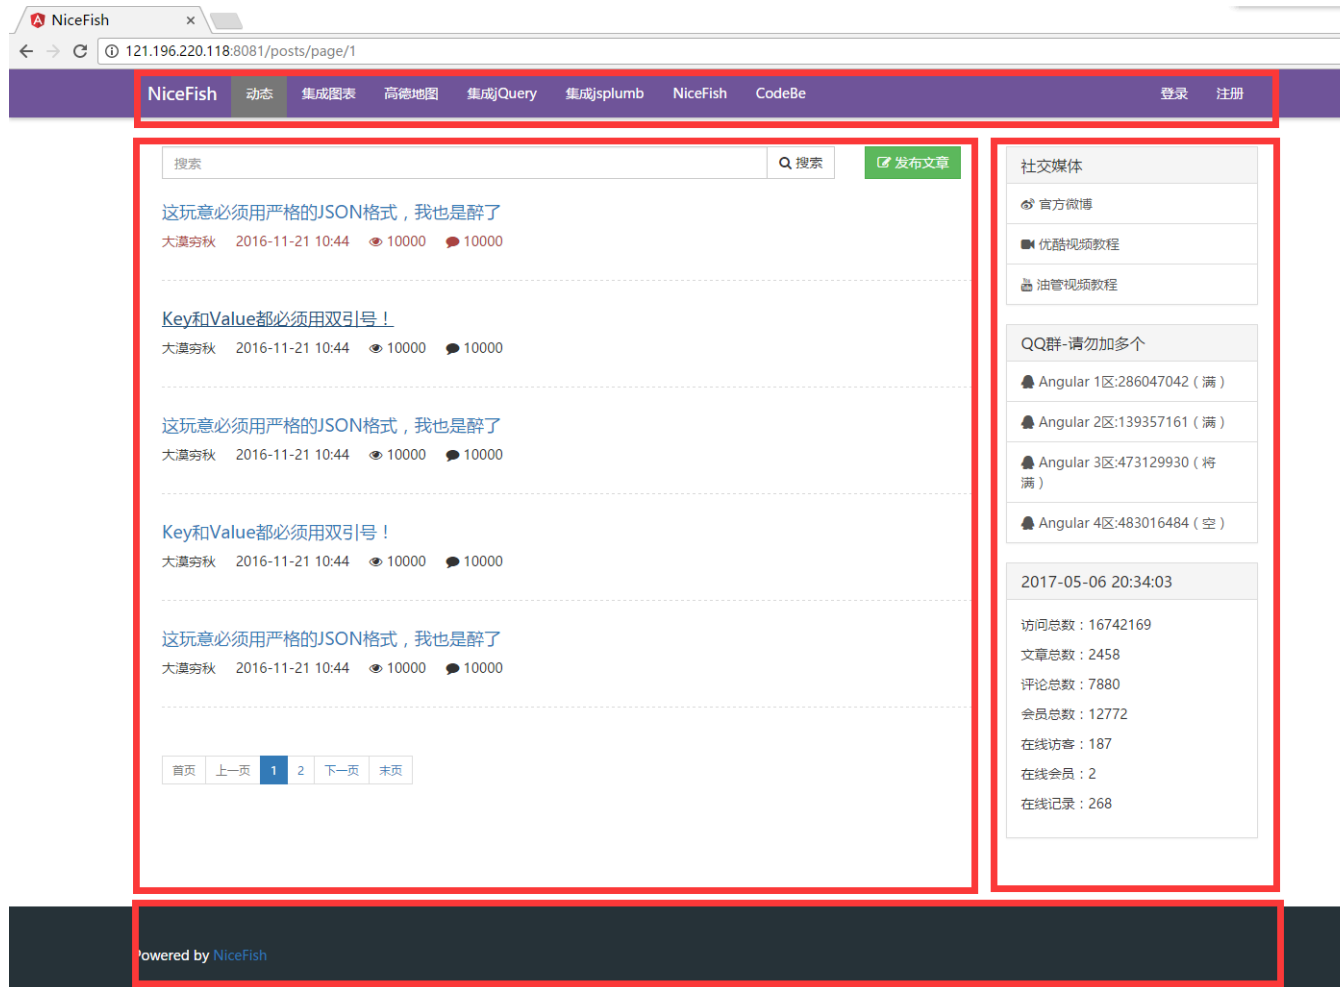 NiceFish
121.196.220.118:8081/posts/page/1
NiceFish 动态 集成图表 高德地图 集成jQuery 集成jsplumb NiceFish CodeBe 登录 注册
搜索 搜索 发布文章
这玩意必须用严格的JSON格式，我也是醉了
大漠穷秋 2016-11-21 10:44 10000 10000
Key和Value都必须用双引号！
大漠穷秋 2016-11-21 10:44 10000 10000
这玩意必须用严格的JSON格式，我也是醉了
大漠穷秋 2016-11-21 10:44 10000 10000
Key和Value都必须用双引号！
大漠穷秋 2016-11-21 10:44 10000 10000
这玩意必须用严格的JSON格式，我也是醉了
大漠穷秋 2016-11-21 10:44 10000 10000
首页 上一页 1 2 下一页 末页
社交媒体
官方微博
优酷视频教程
油管视频教程
QQ群-请勿加多个
Angular 1区:286047042（满）
Angular 2区:139357161（满）
Angular 3区:473129930（将
满）
Angular 4区:483016484（空）
2017-05-06 20:34:03
访问总数：16742169
文章总数：2458
评论总数：7880
会员总数：12772
在线访客：187
在线会员：2
在线记录：268
Powered by NiceFish